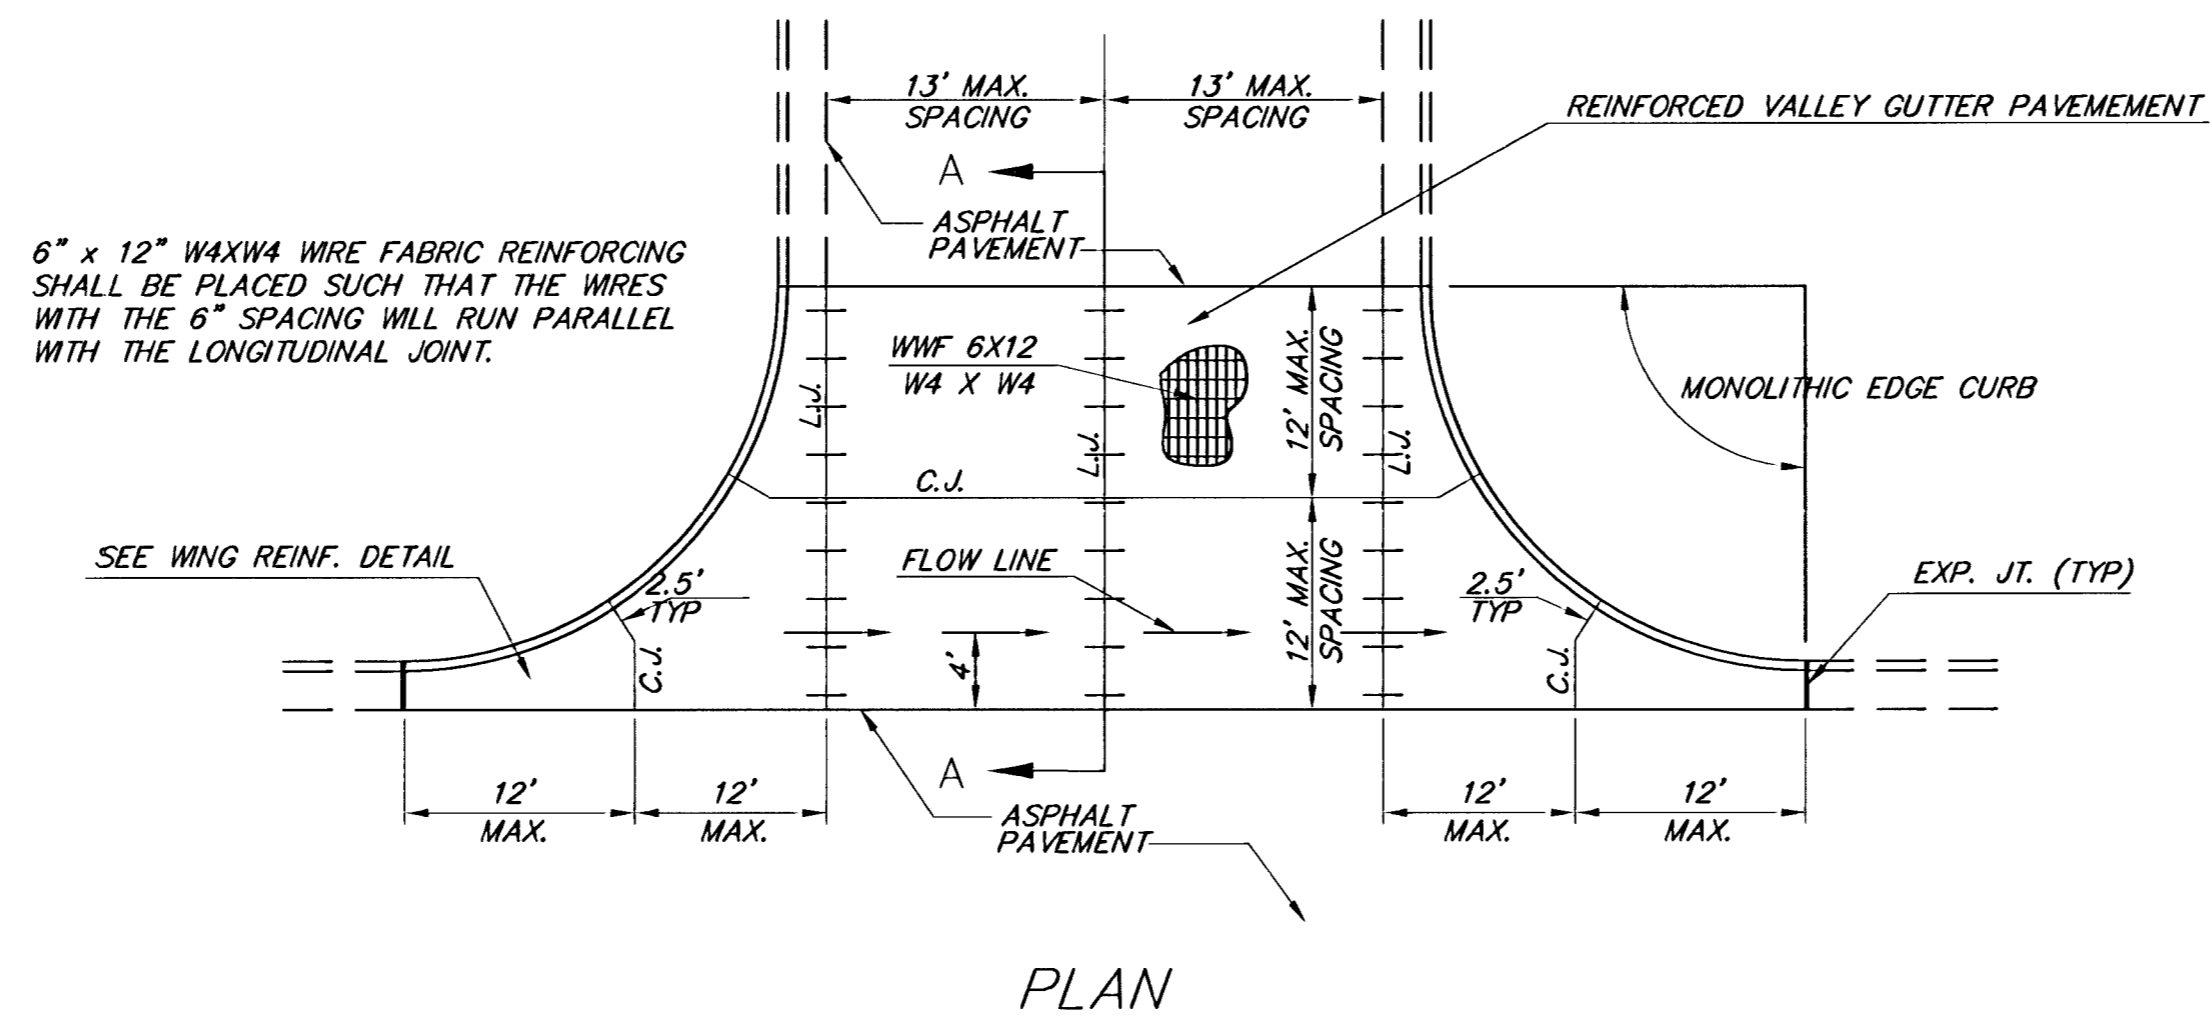 13' MAX.
SPACING
13' MAX.
SPACING
REINFORCED VALLEY GUTTER PAVEMEMENT
A
ASPHALT
PAVEMENT
6" x 12" W4XW4 WIRE FABRIC REINFORCING
SHALL BE PLACED SUCH THAT THE WIRES
WITH THE 6" SPACING WILL RUN PARALLEL
WITH THE LONGITUDINAL JOINT.
WWF 6X12
W4 X W4
12' MAX.
SPACING
MONOLITHIC EDGE CURB
L.J.
L.J.
L.J.
C.J.
SEE WING REINF. DETAIL
2.5'
TYP
FLOW LINE
12' MAX.
SPACING
2.5'
TYP
EXP. JT. (TYP)
C.J.
4'
C.J.
A
12'
MAX.
12'
MAX.
ASPHALT
PAVEMENT
12'
MAX.
12'
MAX.
PLAN